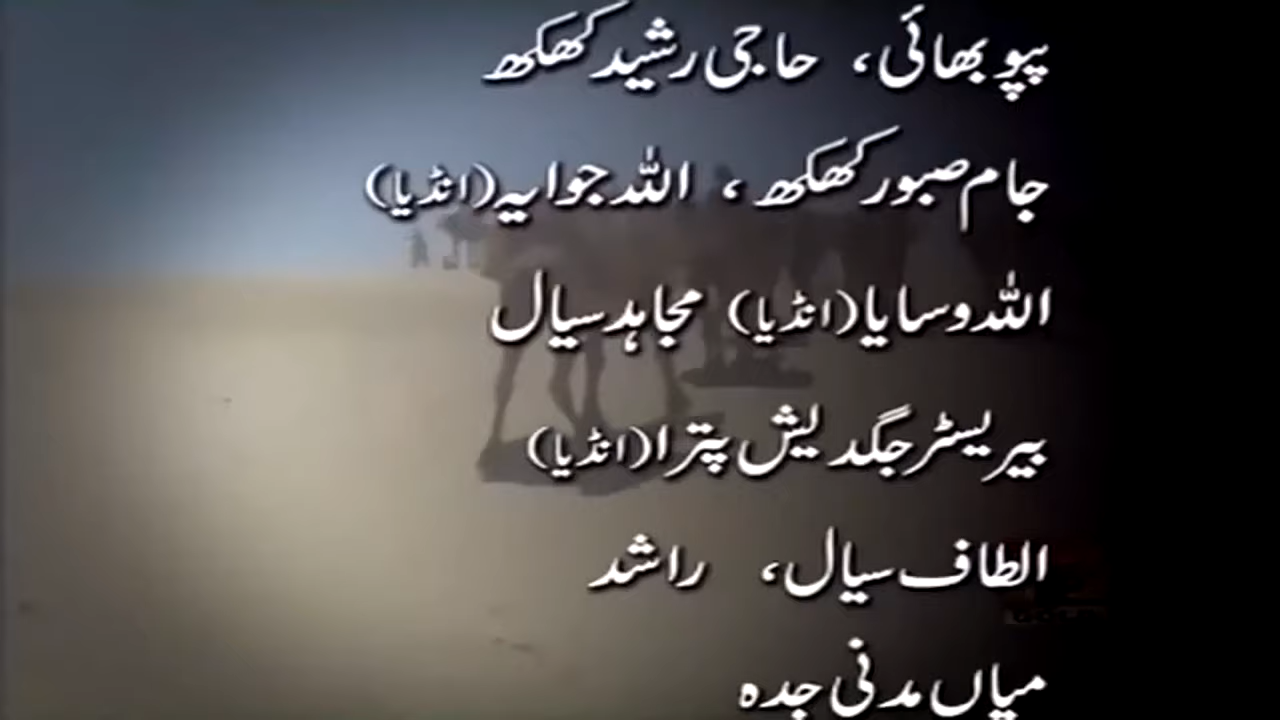 پپو بھائی، حاجی رشید کھکھ
جام صبور کھکھ، اللہ جوایہ (انڈیا)
اللہ وسایا (انڈیا) مجاہد سیال
بیریسٹر جگدیش پترا (انڈیا)
الطاف سیال، راشد
میاں مدنی جدہ